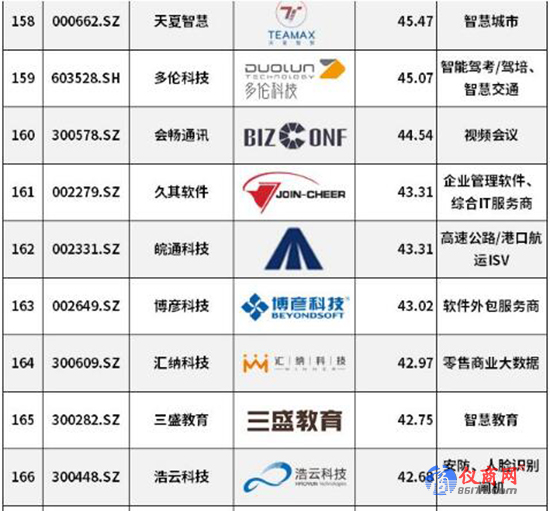 158 000662.SZ 天夏智慧 TEAMAX 天夏智慧 45.47 智慧城市
159 603528.SH 多伦科技 DUOLUN TECHNOLOGY 多伦科技 45.07 智能驾考/驾培、
智慧交通
160 300578.SZ 会畅通讯 BIZCONF 44.54 视频会议
161 002279.SZ 久其软件 JOIN-CHEER 43.31 企业管理软件、
综合IT服务商
162 002331.SZ 皖通科技 43.31 高速公路/港口航
运ISV
163 002649.SZ 博彦科技 博彦科技 BEYONDSOFT 43.02 软件外包服务商
164 300609.SZ 汇纳科技 汇|纳|科|技 WINNER 42.97 零售商业大数据
165 300282.SZ 三盛教育 三盛教育 42.75 智慧教育
166 300448.SZ 浩云科技 浩云科技 HAOYUN Technologies 42.68 安防、人脸识别
闸机
仪商网